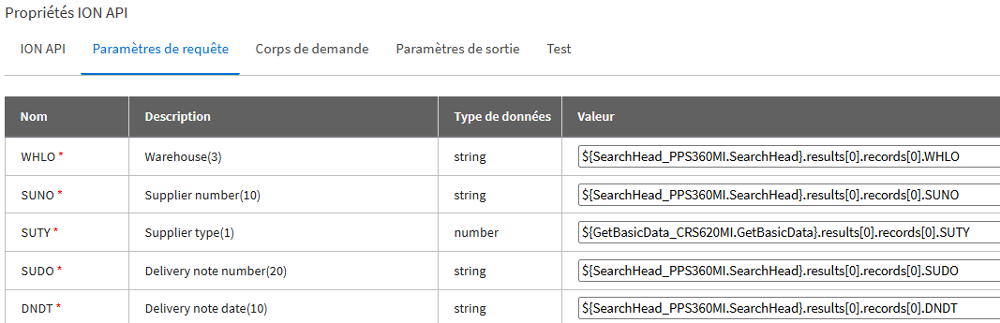 Propriétés ION API
ION API Paramètres de requête Corps de demande Paramètres de sortie Test
Nom Description Type de données Valeur
WHLO * Warehouse(3) string ${SearchHead_PPS360MI.SearchHead}.results[0].records[0].WHLO
SUNO * Supplier number(10) string ${SearchHead_PPS360MI.SearchHead}.results[0].records[0].SUNO
SUTY * Supplier type(1) number ${GetBasicData_CRS620MI.GetBasicData}.results[0].records[0].SUTY
SUDO * Delivery note number(20) string ${SearchHead_PPS360MI.SearchHead}.results[0].records[0].SUDO
DNDT * Delivery note date(10) string ${SearchHead_PPS360MI.SearchHead}.results[0].records[0].DNDT